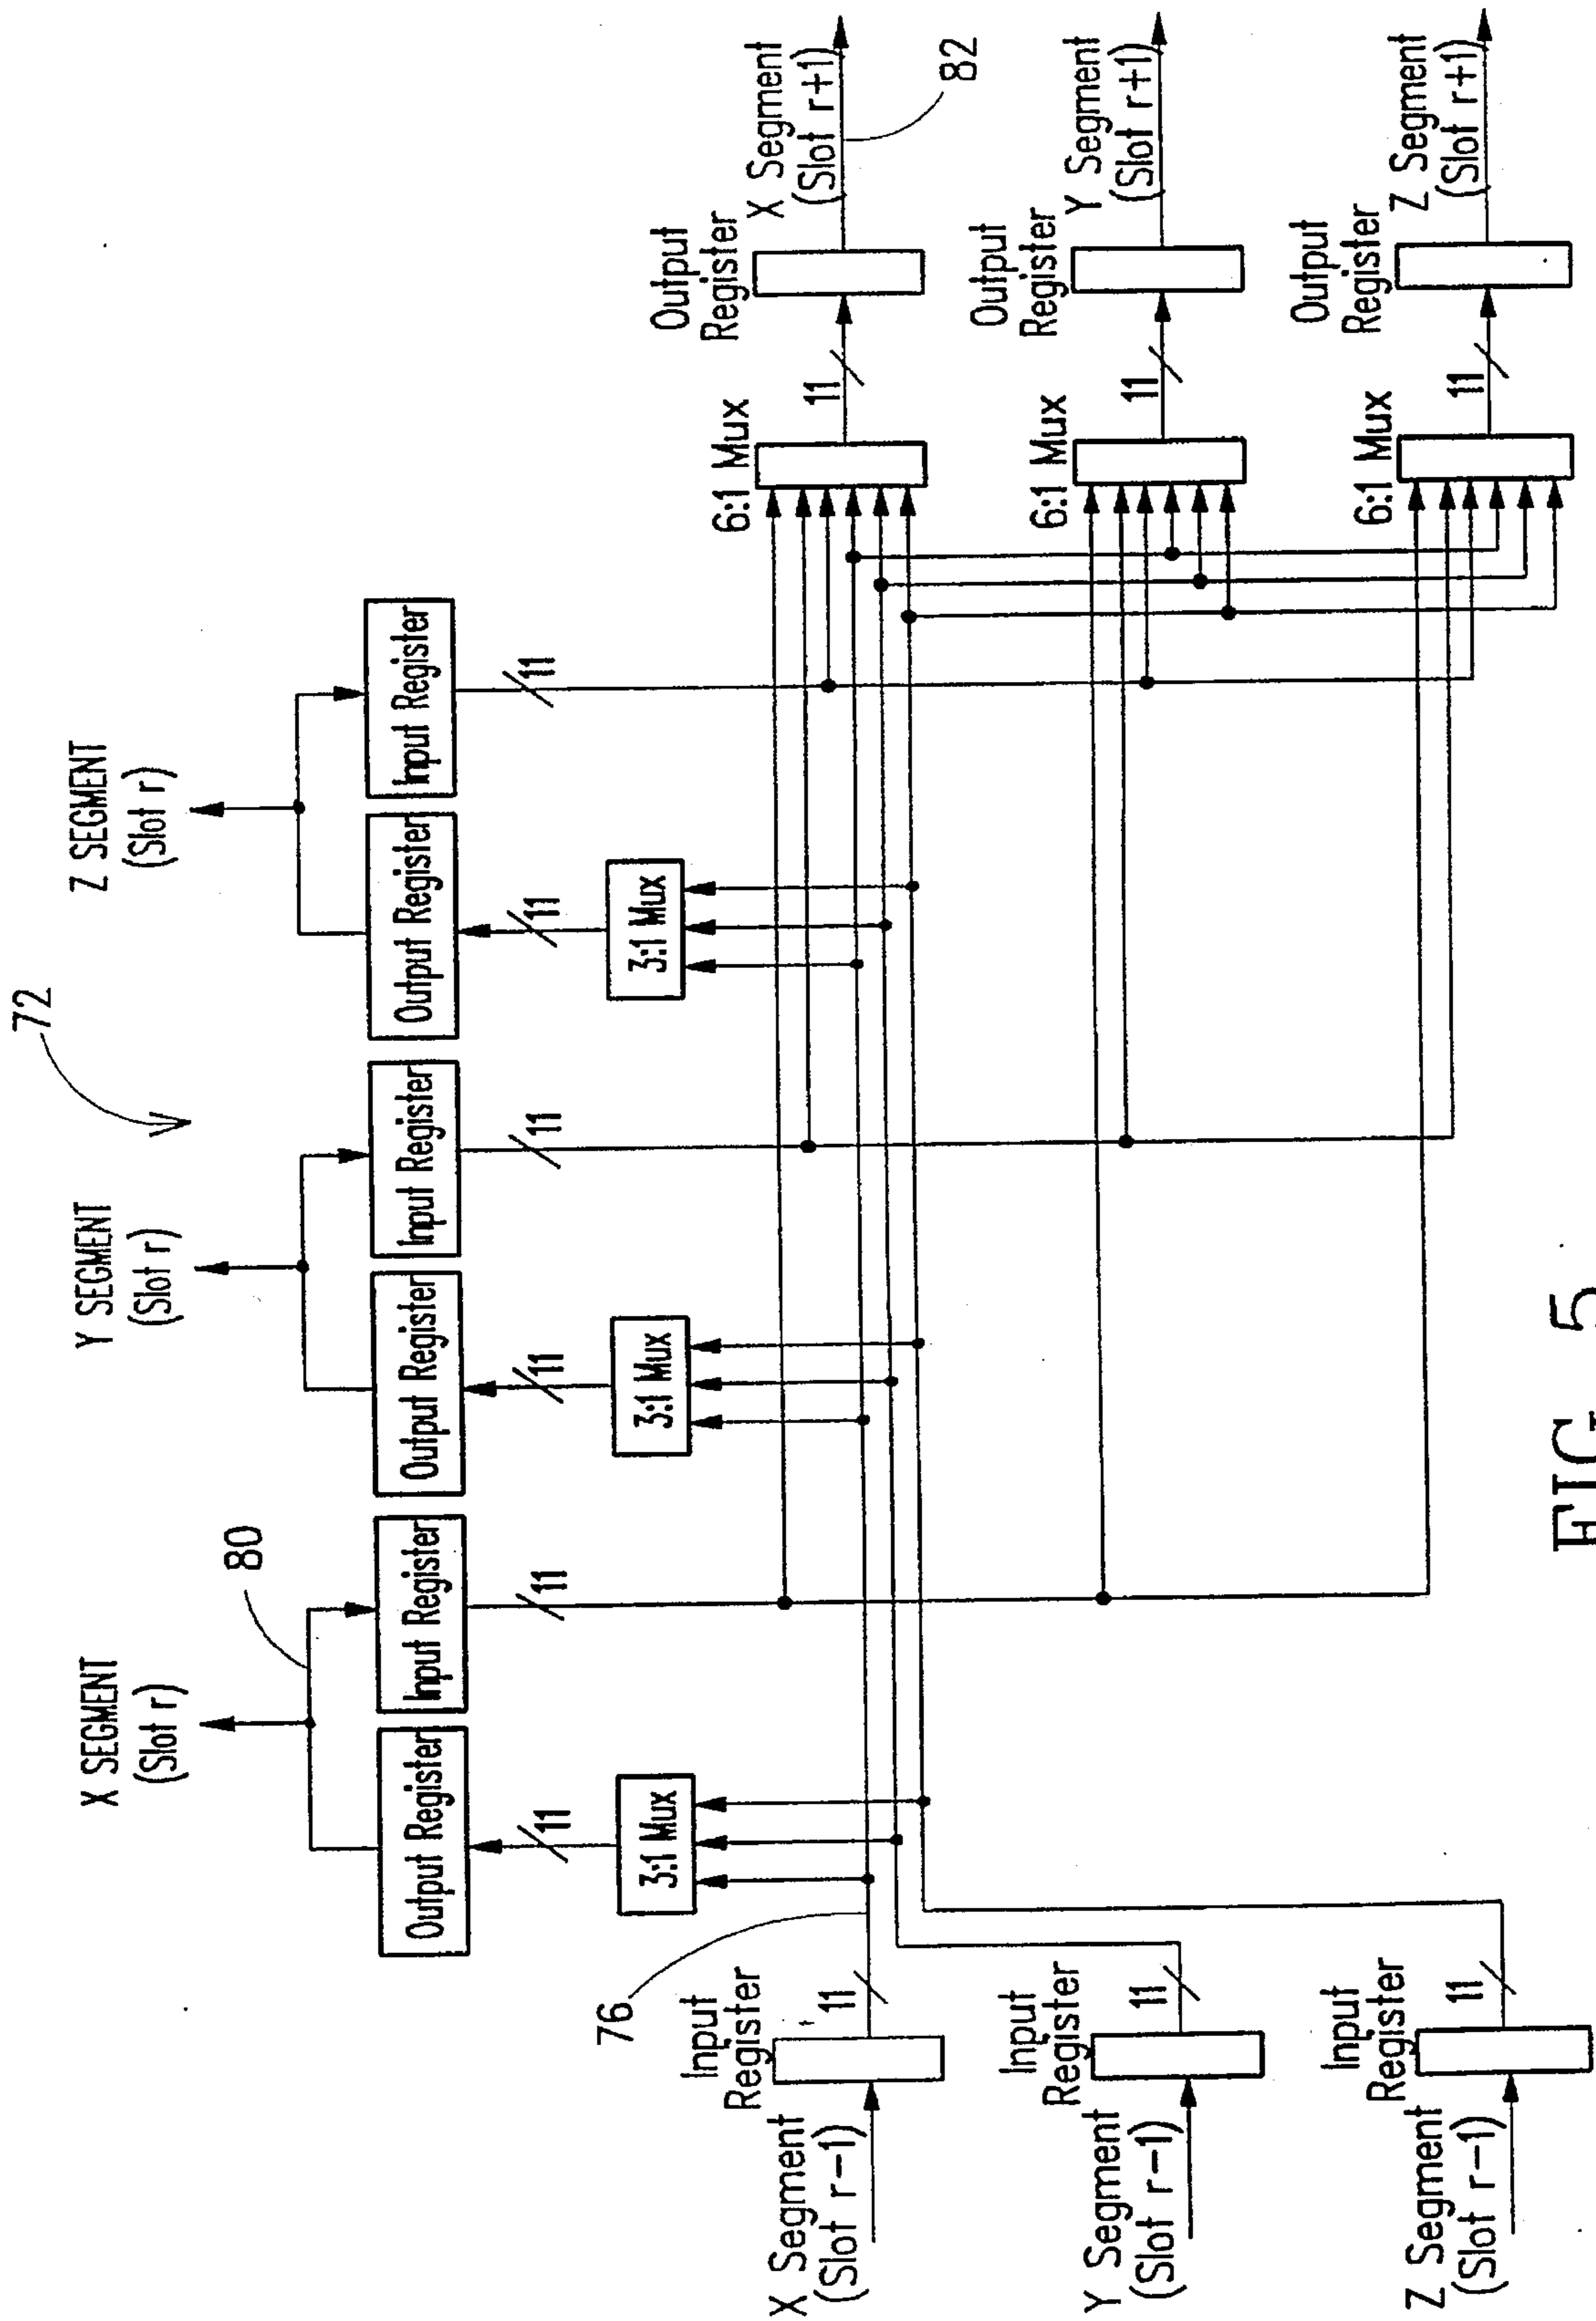 72
X SEGMENT
(Slot r)
Y SEGMENT
(Slot r)
Z SEGMENT
(Slot r)
80
Output Register
Input Register
Output Register
Input Register
Output Register
Input Register
11
11
11
11
11
11
3:1 Mux
3:1 Mux
3:1 Mux
76
X Segment
(Slot r-1)
Input
Register
11
6:1 Mux
11
Output
Register
X Segment
(Slot r+1)
82
Y Segment
(Slot r-1)
Input
Register
11
6:1 Mux
11
Output
Register
Y Segment
(Slot r+1)
Z Segment
(Slot r-1)
Input
Register
11
6:1 Mux
11
Output
Register
Z Segment
(Slot r+1)
FIG. 5